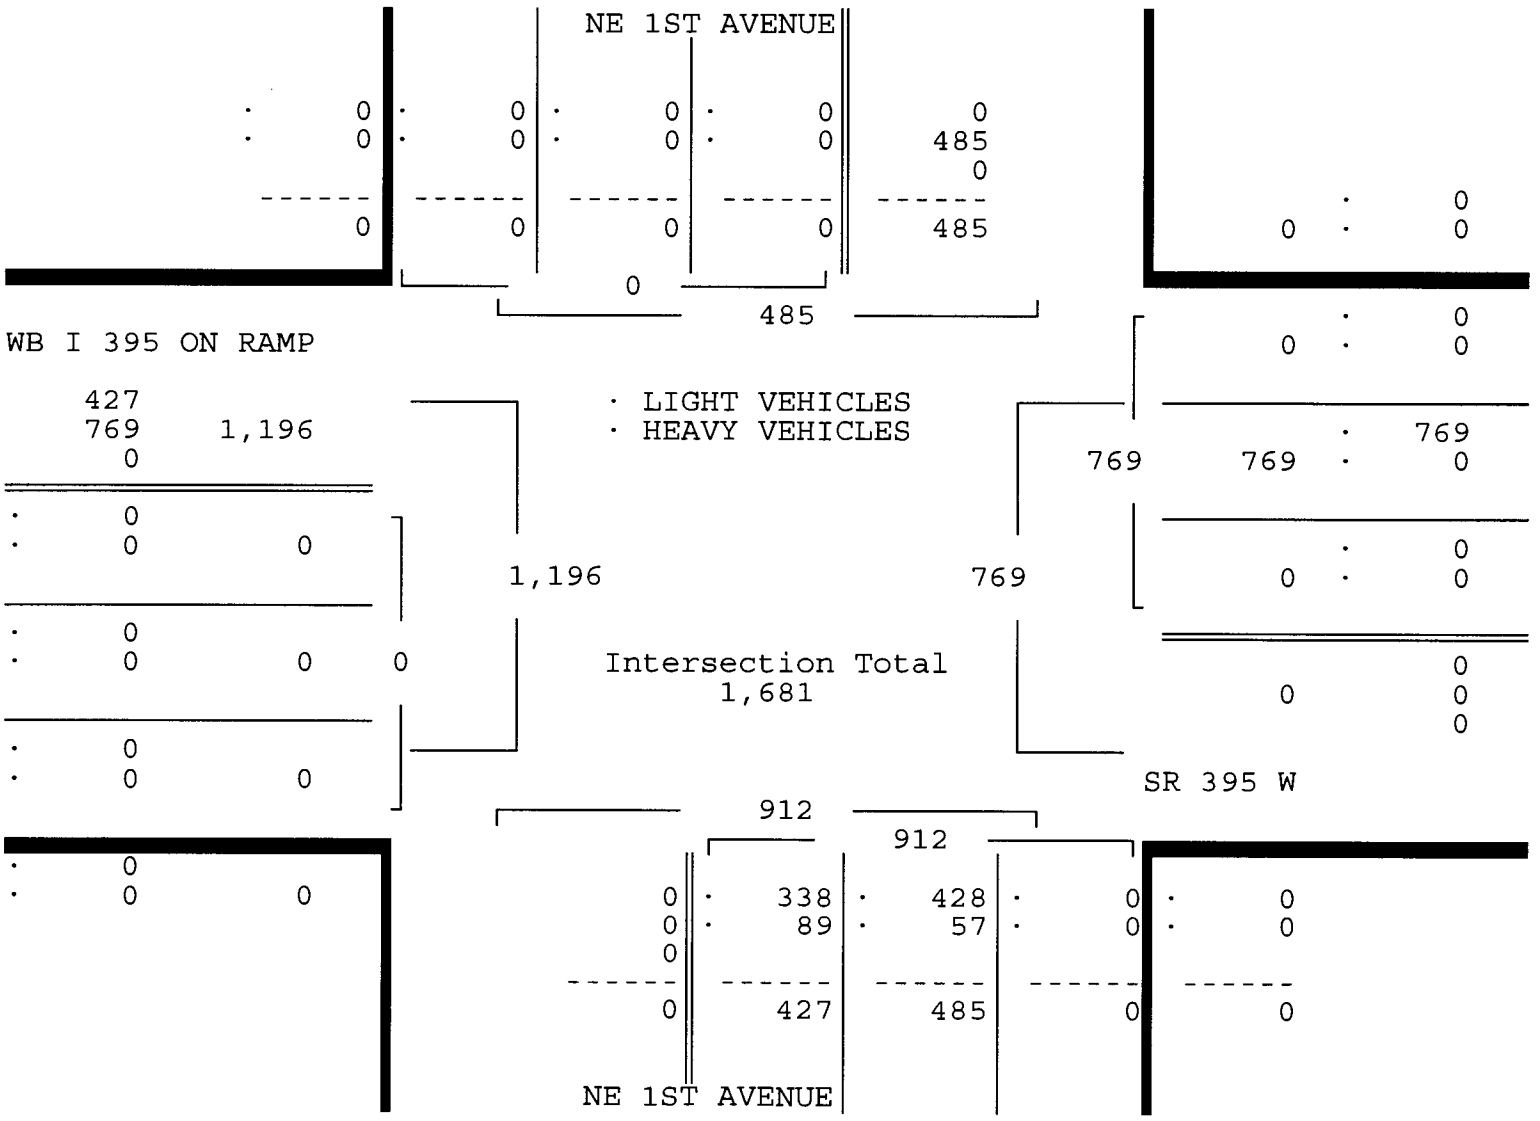 NE 1ST AVENUE
· 0 · 0 · 0 · 0 0
· 0 · 0 · 0 · 0 485
0
------ ------ ------ ------ ------ · 0
0 0 0 0 485 0 · 0
0
485 · 0
WB I 395 ON RAMP 0 · 0
427 · LIGHT VEHICLES
769 1,196 · HEAVY VEHICLES · 769
0 769 769 · 0
· 0
· 0 0 · 0
1,196 769 0 · 0
· 0
· 0 0 0 Intersection Total 0
1,681 0 0
0
· 0
· 0 0 SR 395 W
912
912
· 0
· 0 0 0 · 338 · 428 · 0 · 0
0 · 89 · 57 · 0 · 0
0
------ ------ ------ ------ ------
0 427 485 0 0
NE 1ST AVENUE